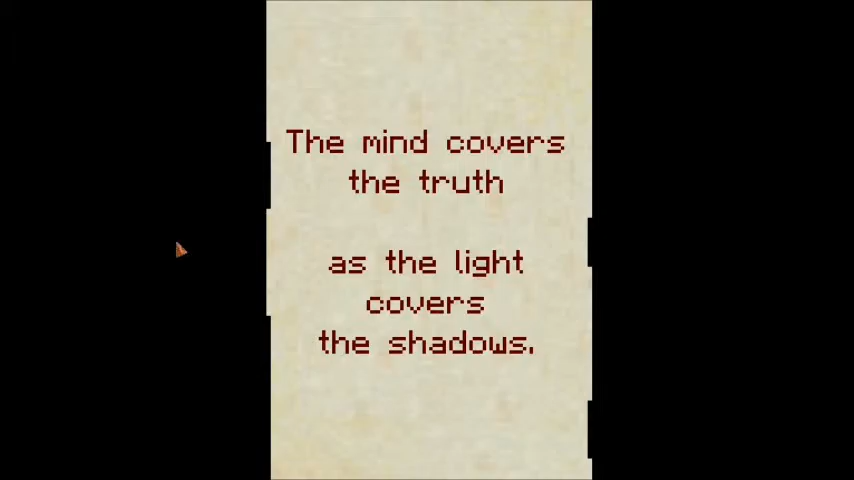 The mind covers
the truth
as the light
covers
the shadows.